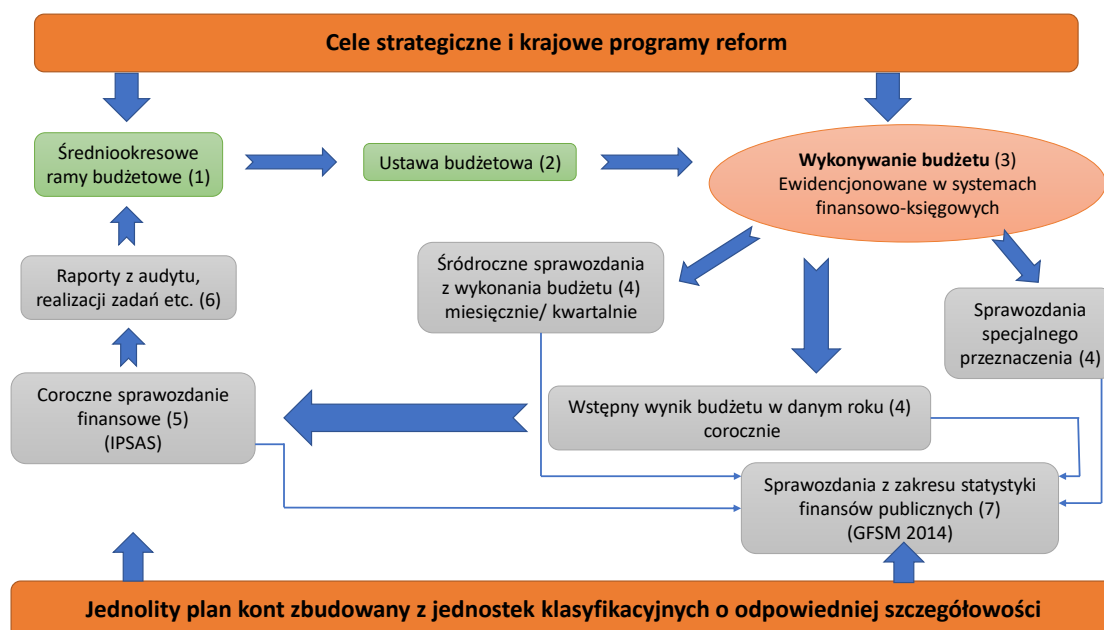 Cele strategiczne i krajowe programy reform
Średniookresowe
ramy budżetowe (1)
Ustawa budżetowa (2)
Wykonywanie budżetu (3)
Ewidencjonowane w systemach
finansowo-księgowych
Raporty z audytu,
realizacji zadań etc. (6)
Śródroczne sprawozdania
z wykonania budżetu (4)
miesięcznie/ kwartalnie
Sprawozdania
specjalnego
przeznaczenia (4)
Coroczne sprawozdanie
finansowe (5)
(IPSAS)
Wstępny wynik budżetu w danym roku (4)
corocznie
Sprawozdania z zakresu statystyki
finansów publicznych (7)
(GFSM 2014)
Jednolity plan kont zbudowany z jednostek klasyfikacyjnych o odpowiedniej szczegółowości